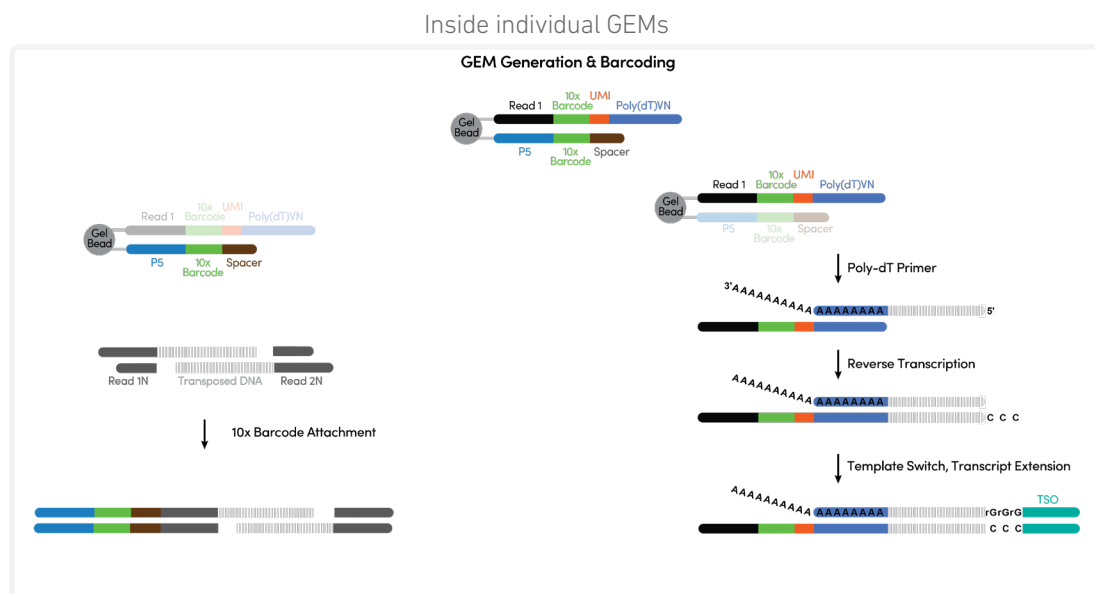 Inside individual GEMs
GEM Generation & Barcoding
Gel Bead
Read 1
10x Barcode
UMI
Poly(dT)VN
P5
10x Barcode
Spacer
Gel Bead
Read 1
10x Barcode
UMI
Poly(dT)VN
P5
10x Barcode
Spacer
Read 1N
Transposed DNA
Read 2N
10x Barcode Attachment
Gel Bead
Read 1
10x Barcode
UMI
Poly(dT)VN
P5
10x Barcode
Spacer
Poly-dT Primer
3'AAAAAAAAAA AAAAAAAA 5'
Reverse Transcription
AAAAAAAAAA AAAAAAAA
C C C
Template Switch, Transcript Extension
TSO
AAAAAAAAAA AAAAAAAA rGrGrG
C C C